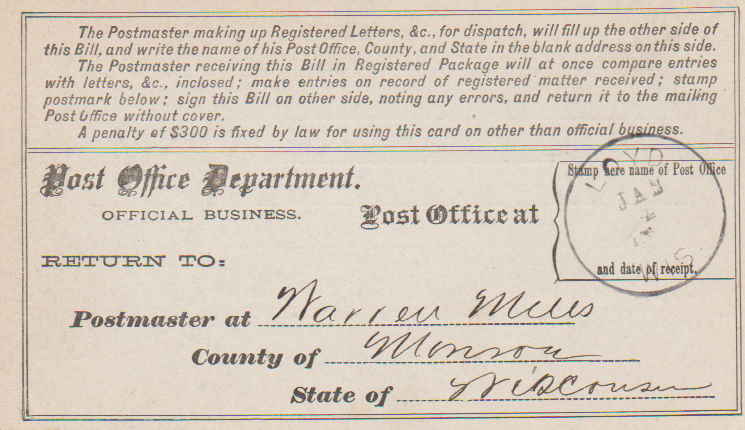 The Postmaster making up Registered Letters, &c., for dispatch, will fill up the other side of
this Bill, and write the name of his Post Office, County, and State in the blank address on this side.
The Postmaster receiving this Bill in Registered Package will at once compare entries
with letters, &c., inclosed; make entries on record of registered matter received; stamp
postmark below; sign this Bill on other side, noting any errors, and return it to the mailing
Post Office without cover.
A penalty of $300 is fixed by law for using this card on other than official business.
Post Office Department.
OFFICIAL BUSINESS.
Post Office at
Stamp here name of Post Office
and date of receipt.
LOYD
WIS
RETURN TO:
Postmaster at Warren Mills
County of Monroe
State of Wisconsin